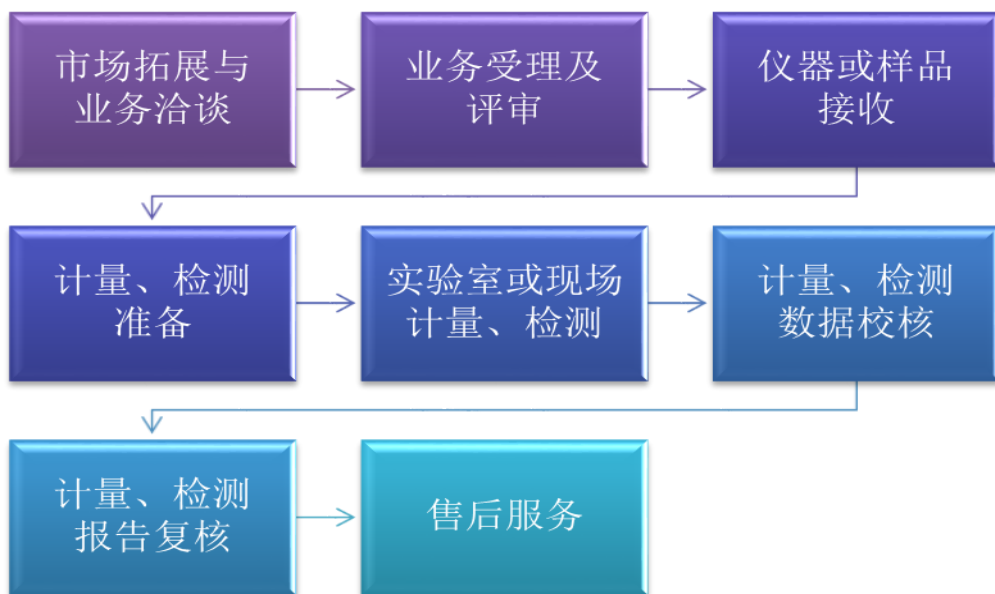 市场拓展与
业务洽谈
业务受理及
评审
仪器或样品
接收
计量、检测
准备
实验室或现场
计量、检测
计量、检测
数据校核
计量、检测
报告复核
售后服务